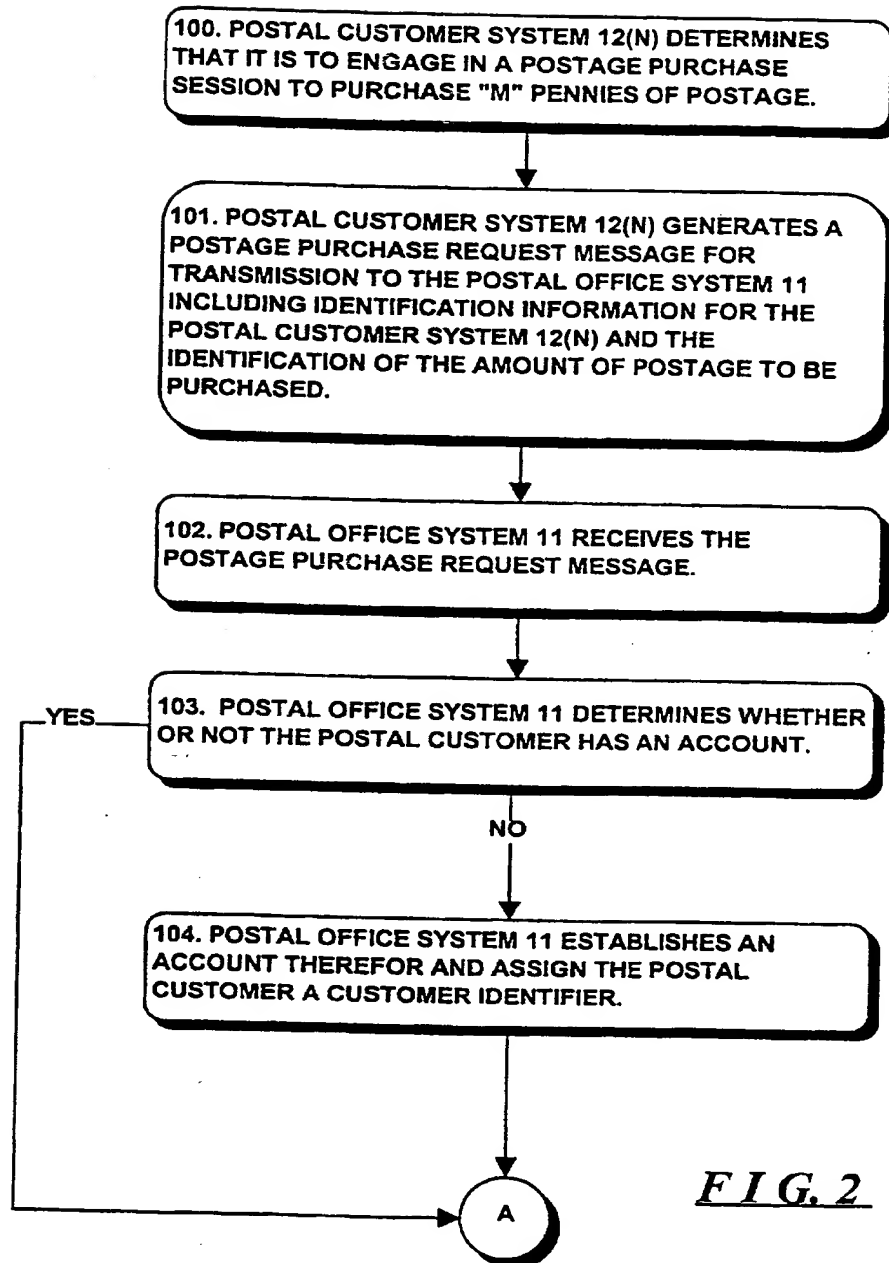 100. POSTAL CUSTOMER SYSTEM 12(N) DETERMINES
THAT IT IS TO ENGAGE IN A POSTAGE PURCHASE
SESSION TO PURCHASE "M" PENNIES OF POSTAGE.
101. POSTAL CUSTOMER SYSTEM 12(N) GENERATES A
POSTAGE PURCHASE REQUEST MESSAGE FOR
TRANSMISSION TO THE POSTAL OFFICE SYSTEM 11
INCLUDING IDENTIFICATION INFORMATION FOR THE
POSTAL CUSTOMER SYSTEM 12(N) AND THE
IDENTIFICATION OF THE AMOUNT OF POSTAGE TO BE
PURCHASED.
102. POSTAL OFFICE SYSTEM 11 RECEIVES THE
POSTAGE PURCHASE REQUEST MESSAGE.
103. POSTAL OFFICE SYSTEM 11 DETERMINES WHETHER
OR NOT THE POSTAL CUSTOMER HAS AN ACCOUNT.
YES
NO
104. POSTAL OFFICE SYSTEM 11 ESTABLISHES AN
ACCOUNT THEREFOR AND ASSIGN THE POSTAL
CUSTOMER A CUSTOMER IDENTIFIER.
A
FIG. 2